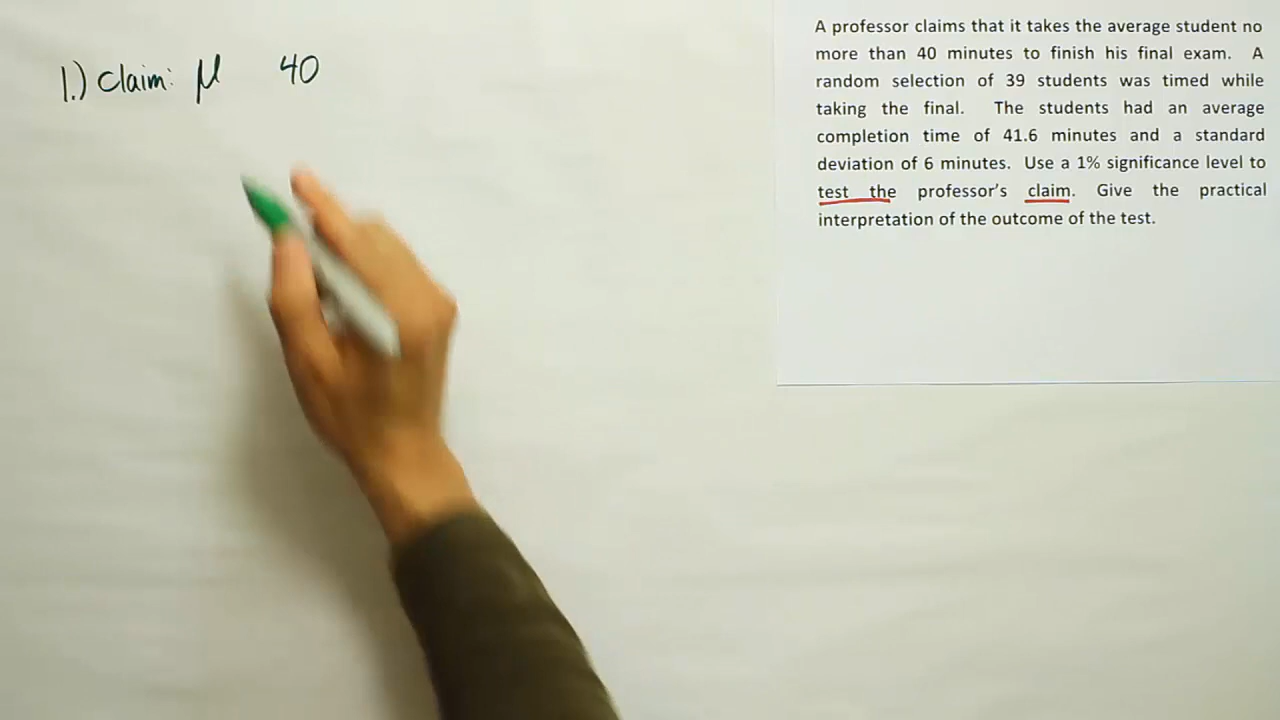 1.) Claim: μ 40
A professor claims that it takes the average student no
more than 40 minutes to finish his final exam. A
random selection of 39 students was timed while
taking the final. The students had an average
completion time of 41.6 minutes and a standard
deviation of 6 minutes. Use a 1% significance level to
test the professor's claim. Give the practical
interpretation of the outcome of the test.